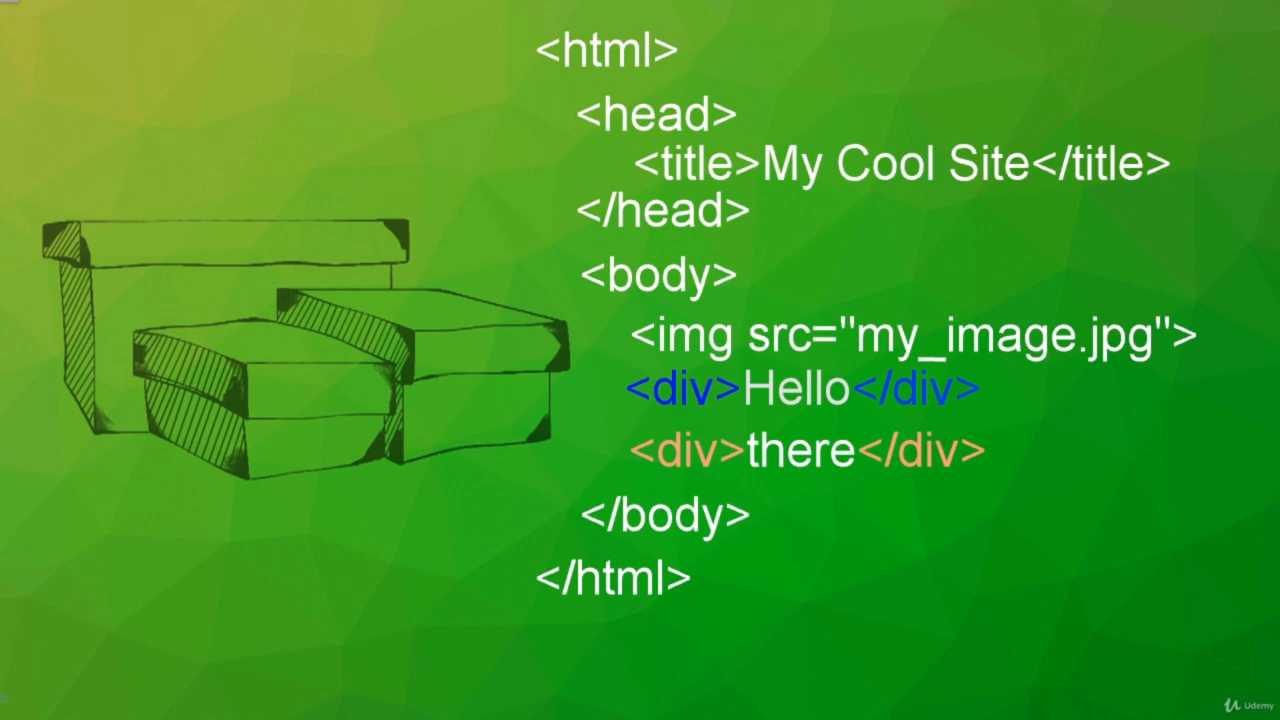 <html>
<head>
<title>My Cool Site</title>
</head>
<body>
<img src="my_image.jpg">
<div>Hello</div>
<div>there</div>
</body>
</html>
Udemy